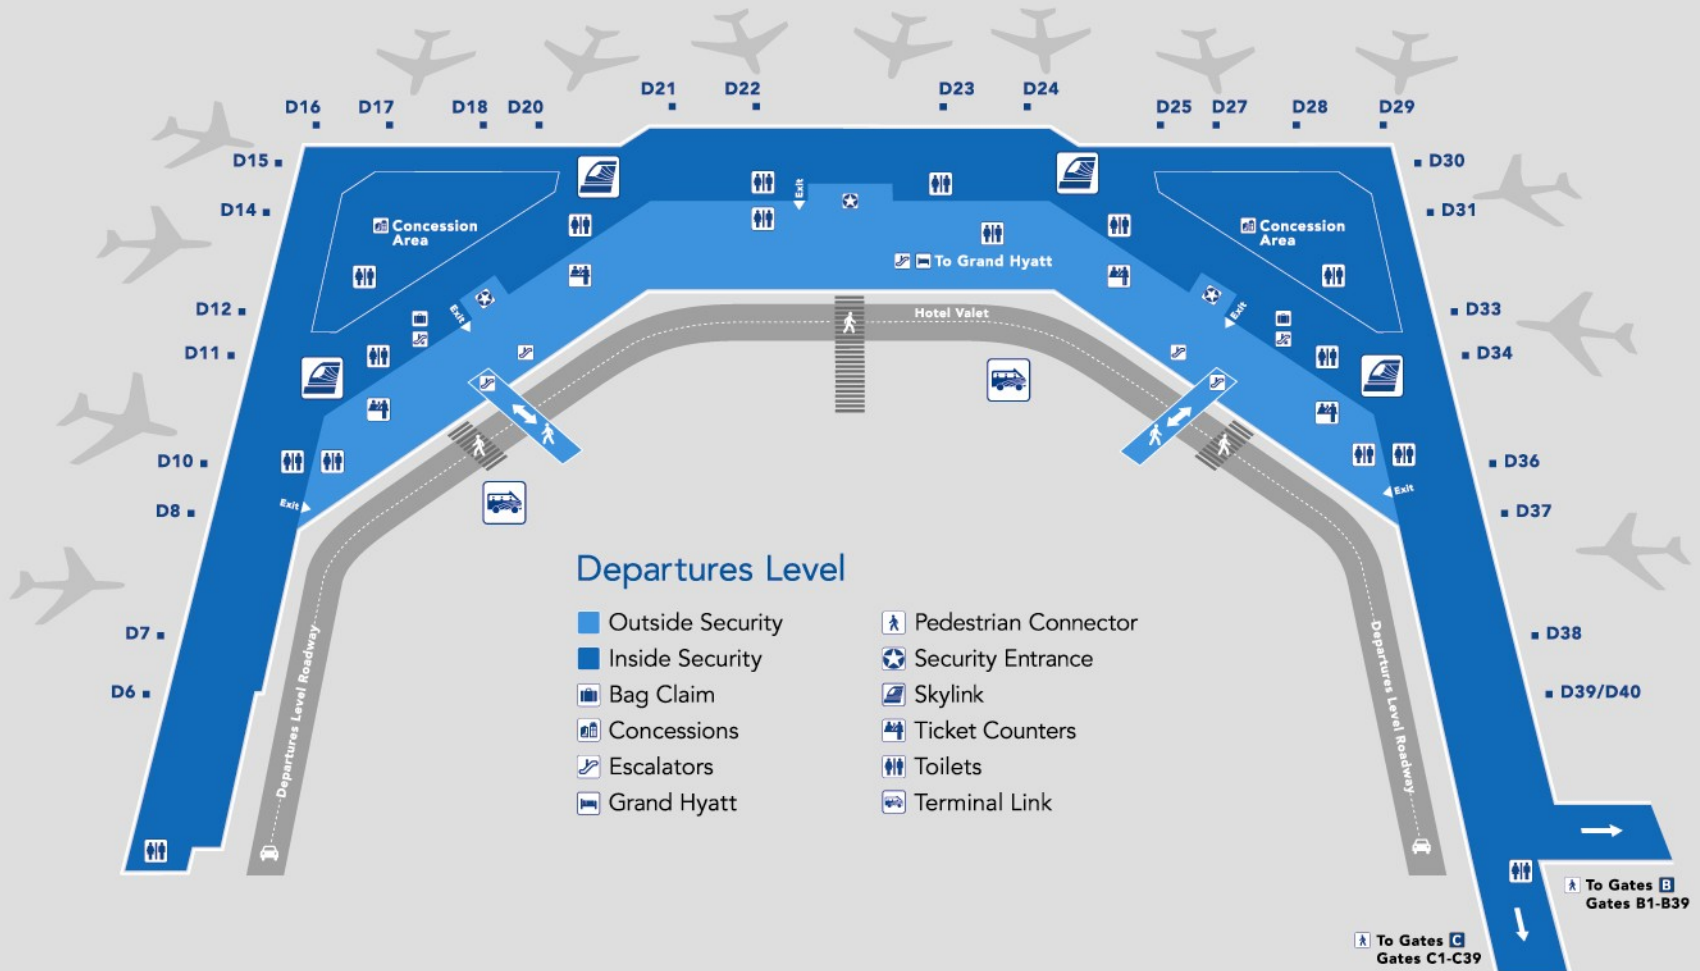 D21
D22
D23
D24
D16
D17
D18
D20
D25
D27
D28
D29
D15
D30
Exit
D14
D31
Concession
Area
Concession
Area
To Grand Hyatt
D12
Exit
Exit
D33
Hotel Valet
D11
D34
D10
D36
Exit
Exit
D8
D37
Departures Level
Outside Security
Inside Security
Bag Claim
Concessions
Escalators
Grand Hyatt
Pedestrian Connector
Security Entrance
Skylink
Ticket Counters
Toilets
Terminal Link
D7
D38
D6
D39/D40
Departures Level Roadway
Departures Level Roadway
To Gates B
Gates B1-B39
To Gates C
Gates C1-C39